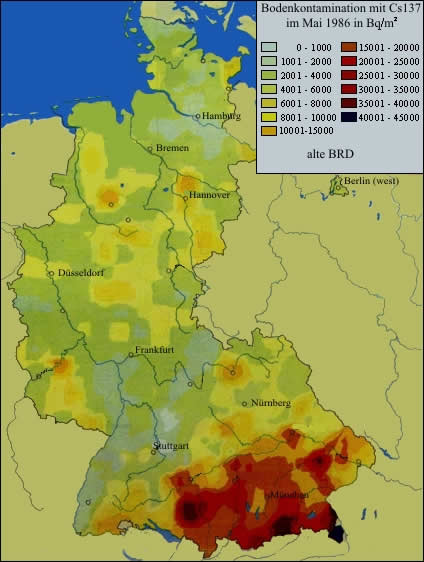 Bodenkontamination mit Cs137
im Mai 1986 in Bq/m²
0 - 1000
1001 - 2000
2001 - 4000
4001 - 6000
6001 - 8000
8001 - 10000
10001-15000
15001 - 20000
20001 - 25000
25001 - 30000
30001 - 35000
35001 - 40000
40001 - 45000
alte BRD
Hamburg
Bremen
Berlin (west)
Hannover
Düsseldorf
Frankfurt
Nürnberg
Stuttgart
München